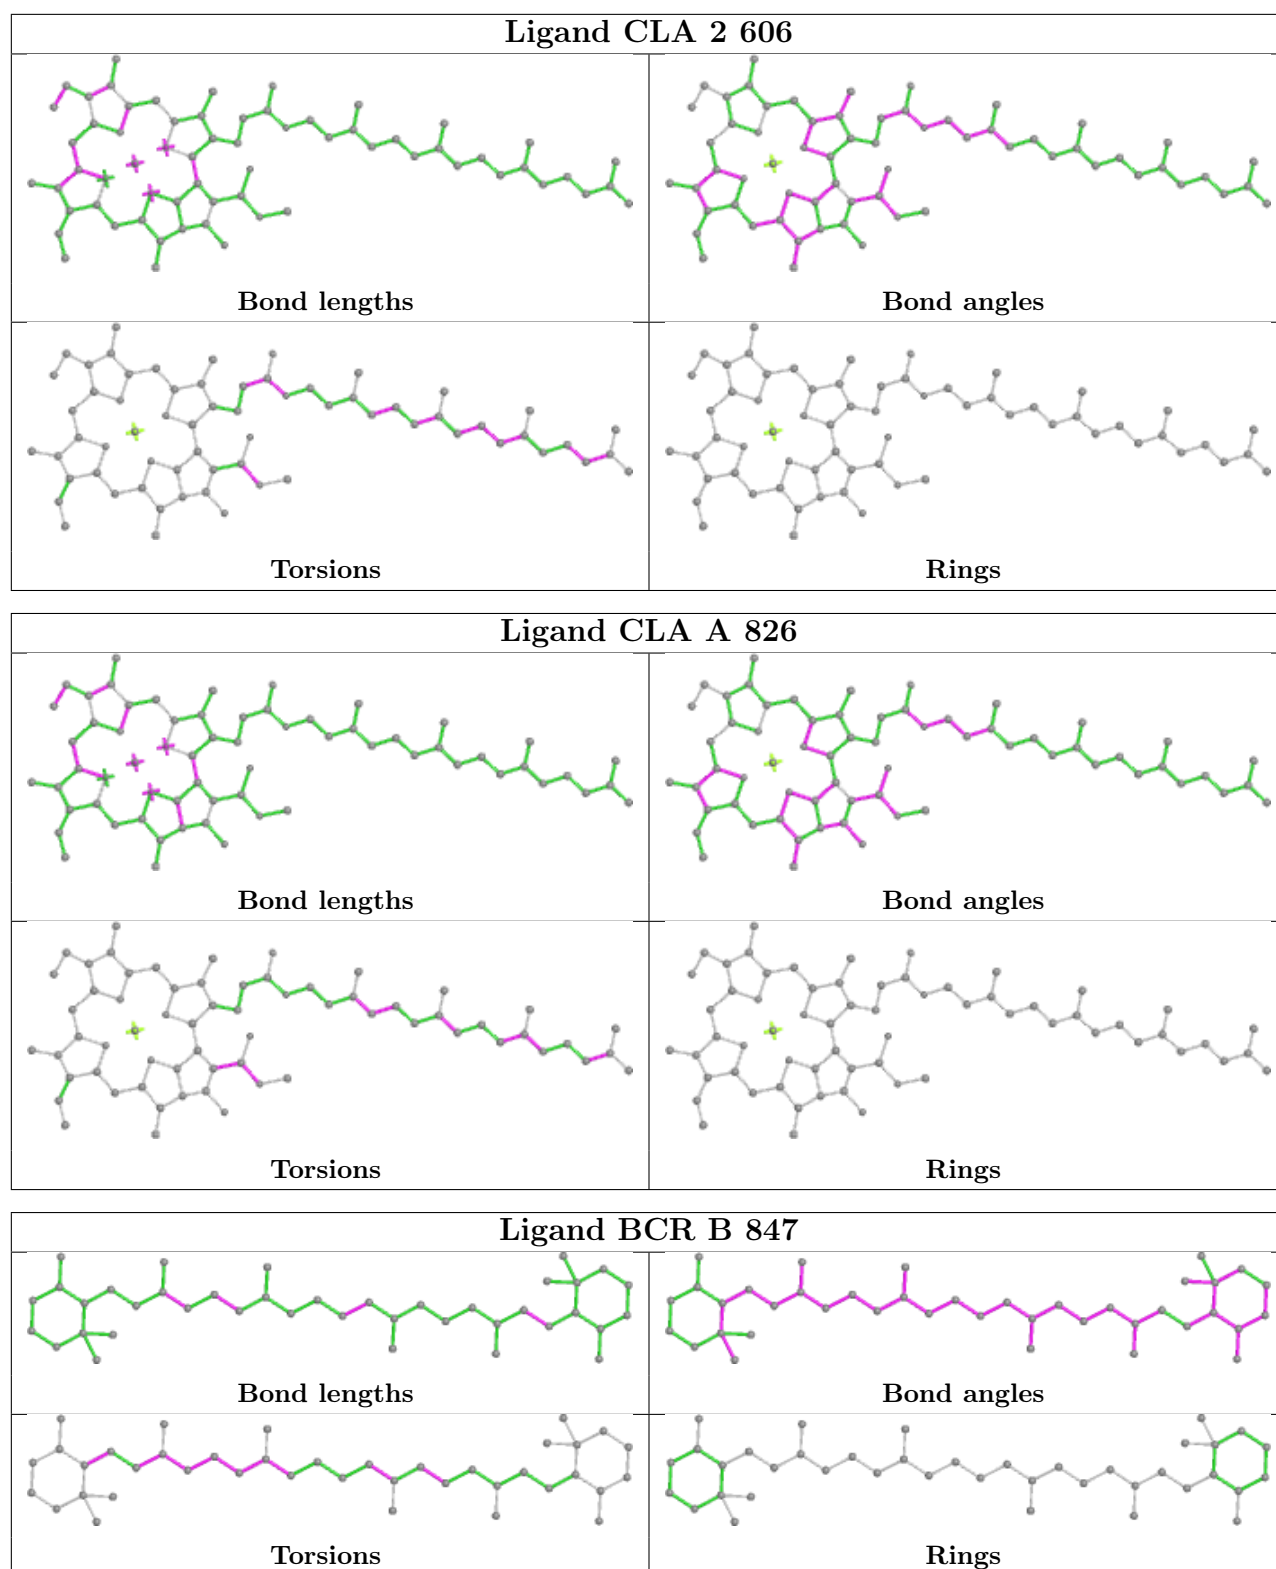 Ligand CLA 2 606
Bond lengths
Bond angles
Torsions
Rings
Ligand CLA A 826
Bond lengths
Bond angles
Torsions
Rings
Ligand BCR B 847
Bond lengths
Bond angles
Torsions
Rings